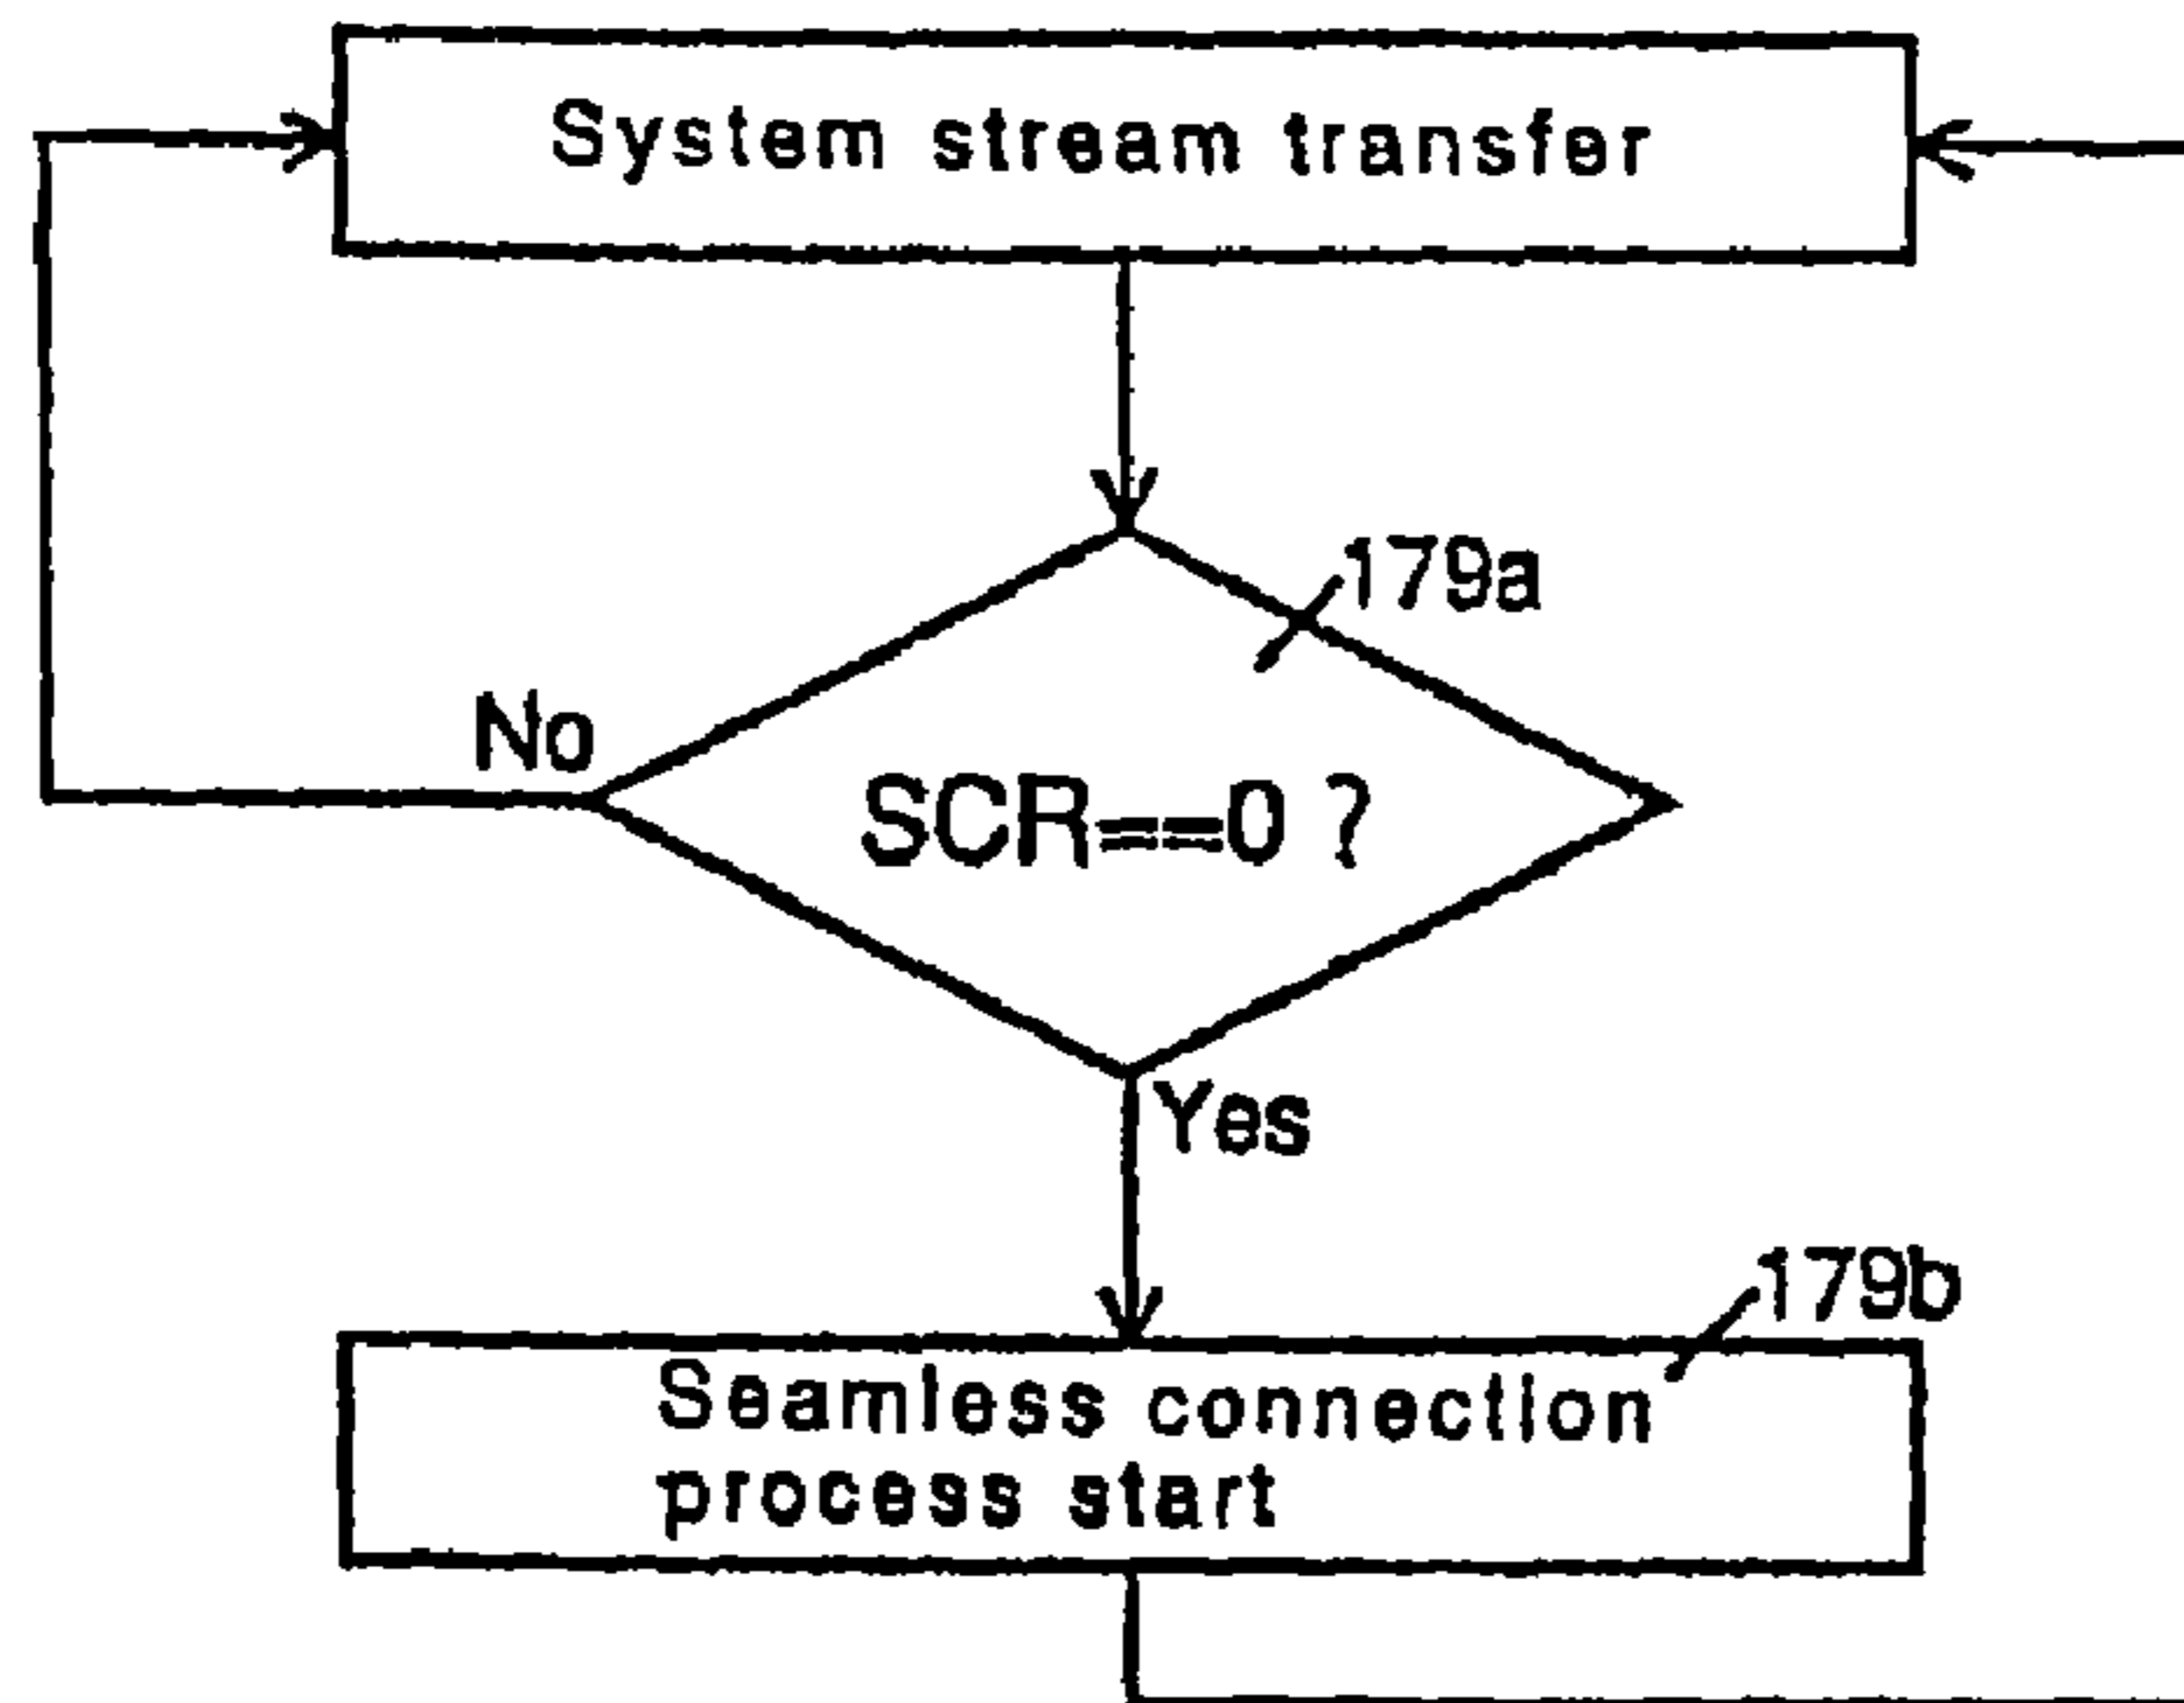 System stream transfer
179a
No
SCR==0 ?
Yes
179b
Seamless connection
process start